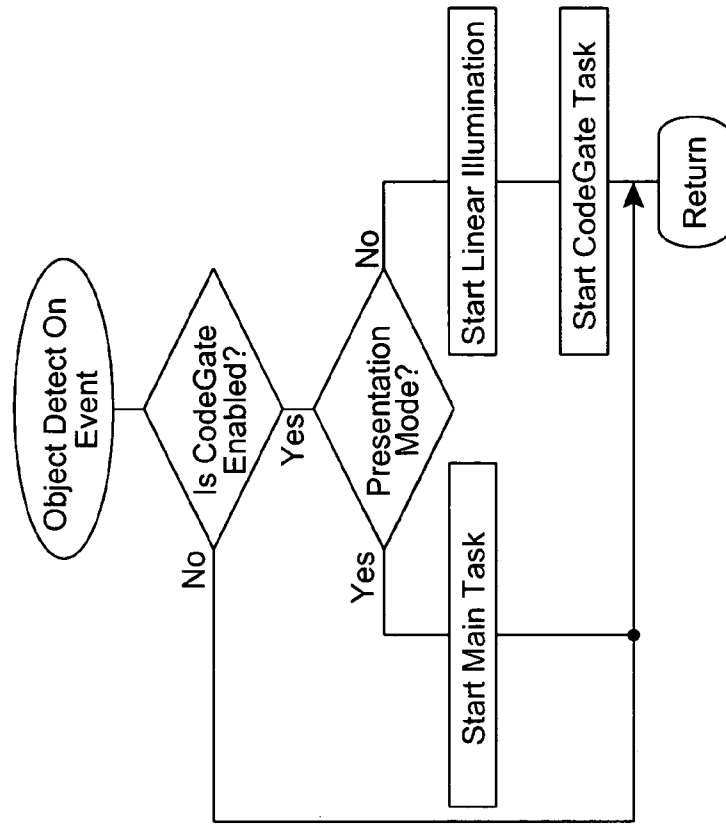 Object Detect On
Event
Is CodeGate
Enabled?
No
Yes
Presentation
Mode?
Yes
No
Start Main Task
Start Linear Illumination
Start CodeGate Task
Return